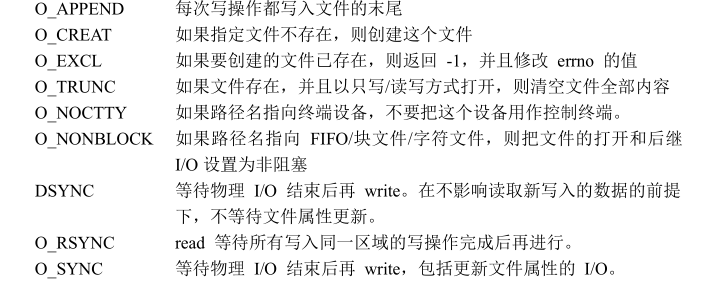 O_APPEND 每次写操作都写入文件的末尾
O_CREAT 如果指定文件不存在，则创建这个文件
O_EXCL 如果要创建的文件已存在，则返回 -1，并且修改 errno 的值
O_TRUNC 如果文件存在，并且以只写/读写方式打开，则清空文件全部内容
O_NOCTTY 如果路径名指向终端设备，不要把这个设备用作控制终端。
O_NONBLOCK 如果路径名指向 FIFO/块文件/字符文件，则把文件的打开和后继
I/O 设置为非阻塞
DSYNC 等待物理 I/O 结束后再 write。在不影响读取新写入的数据的前提
下，不等待文件属性更新。
O_RSYNC read 等待所有写入同一区域的写操作完成后再进行。
O_SYNC 等待物理 I/O 结束后再 write，包括更新文件属性的 I/O。